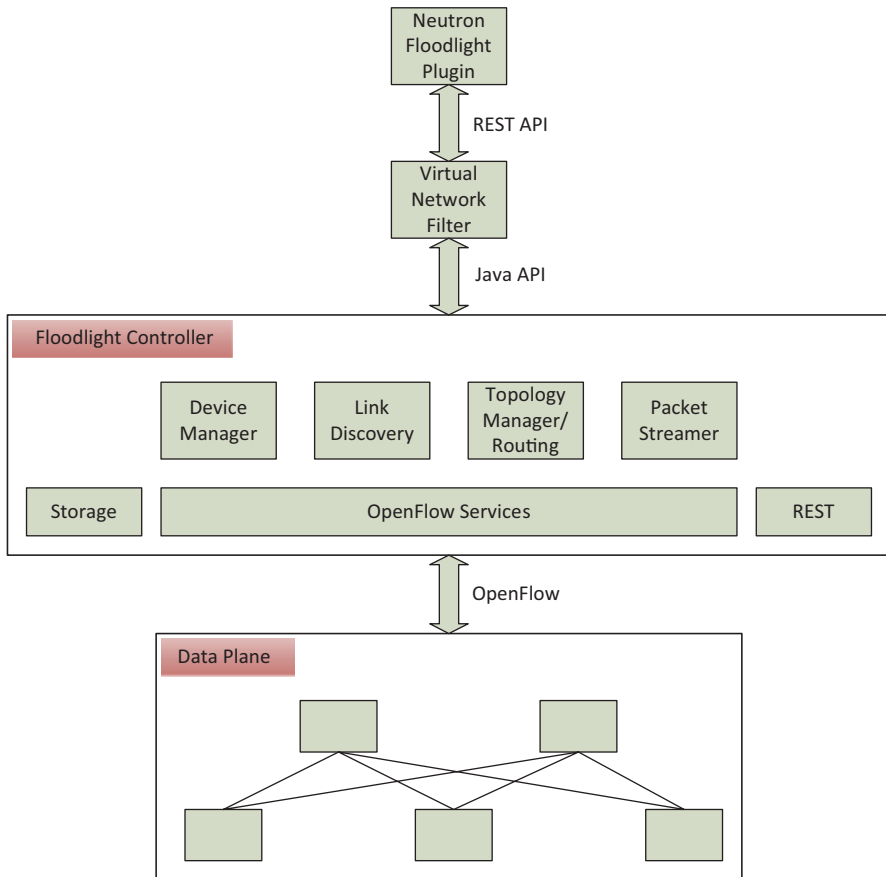 Neutron
Floodlight
Plugin
REST API
Virtual
Network
Filter
Java API
Floodlight Controller
Device
Manager
Link
Discovery
Topology
Manager/
Routing
Packet
Streamer
Storage
OpenFlow Services
REST
OpenFlow
Data Plane